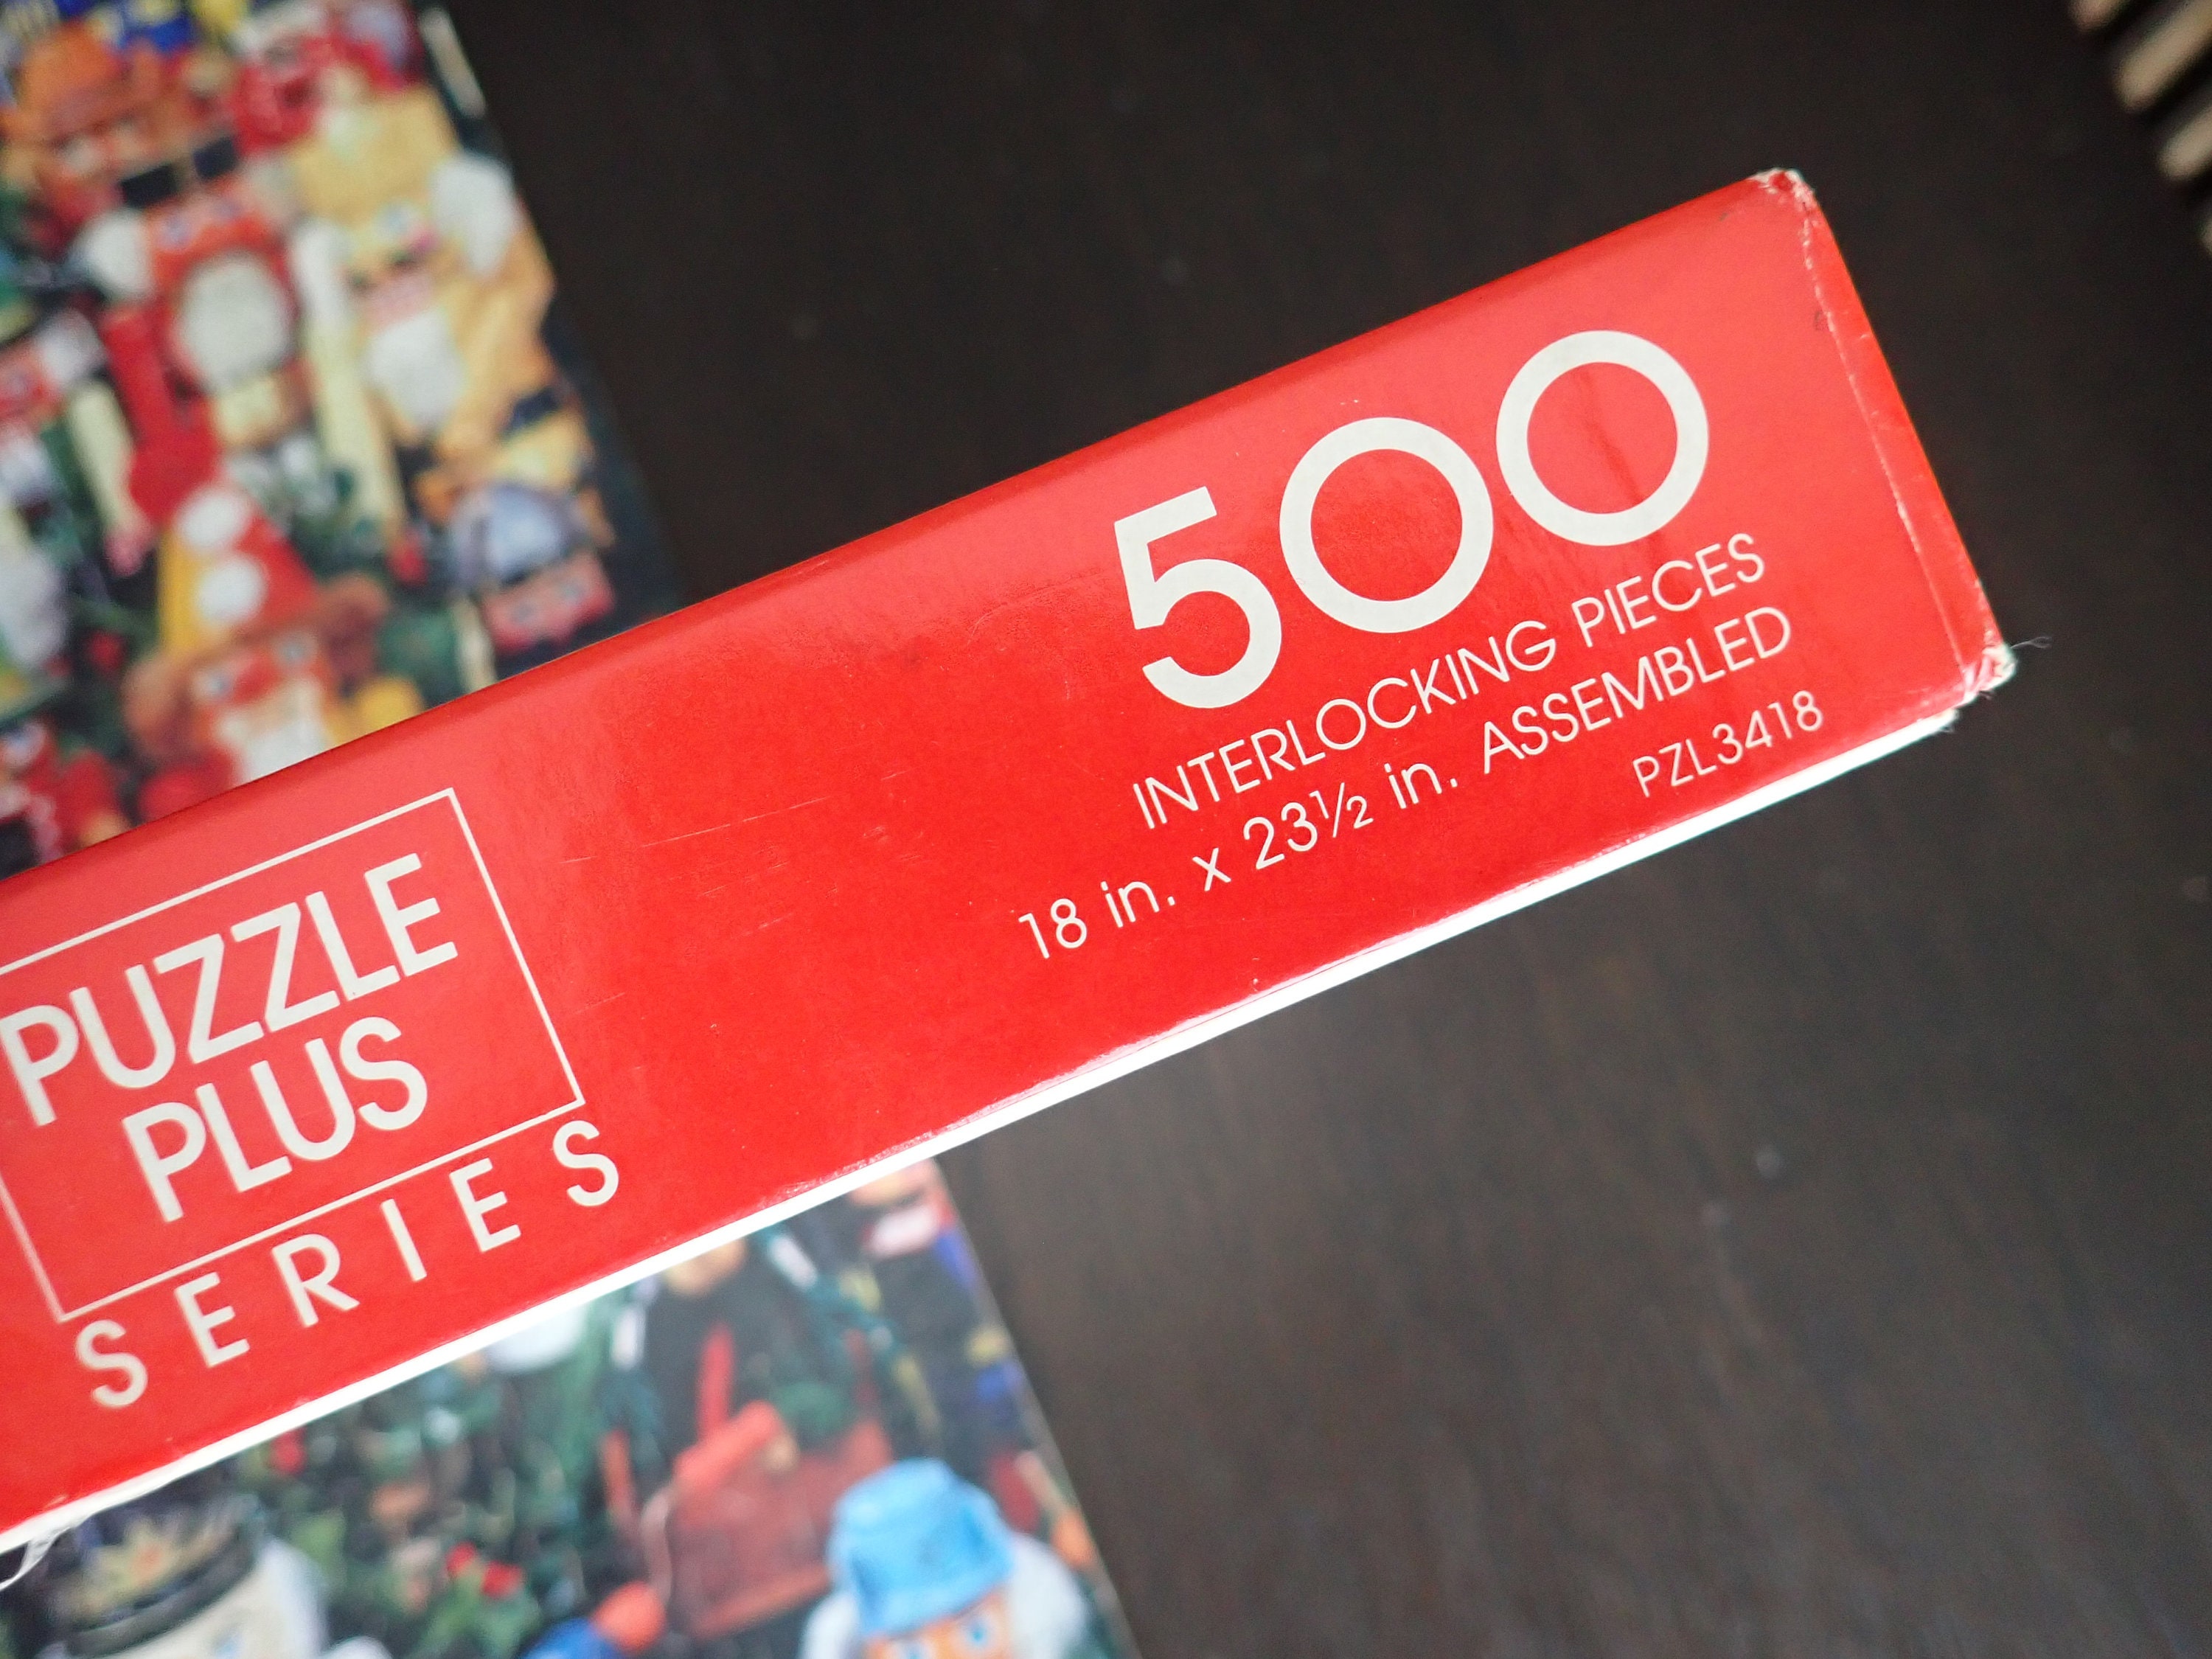 PUZZLE
PLUS
SERIES
500
INTERLOCKING PIECES
18 in. x 23½ in. ASSEMBLED
PZL3418